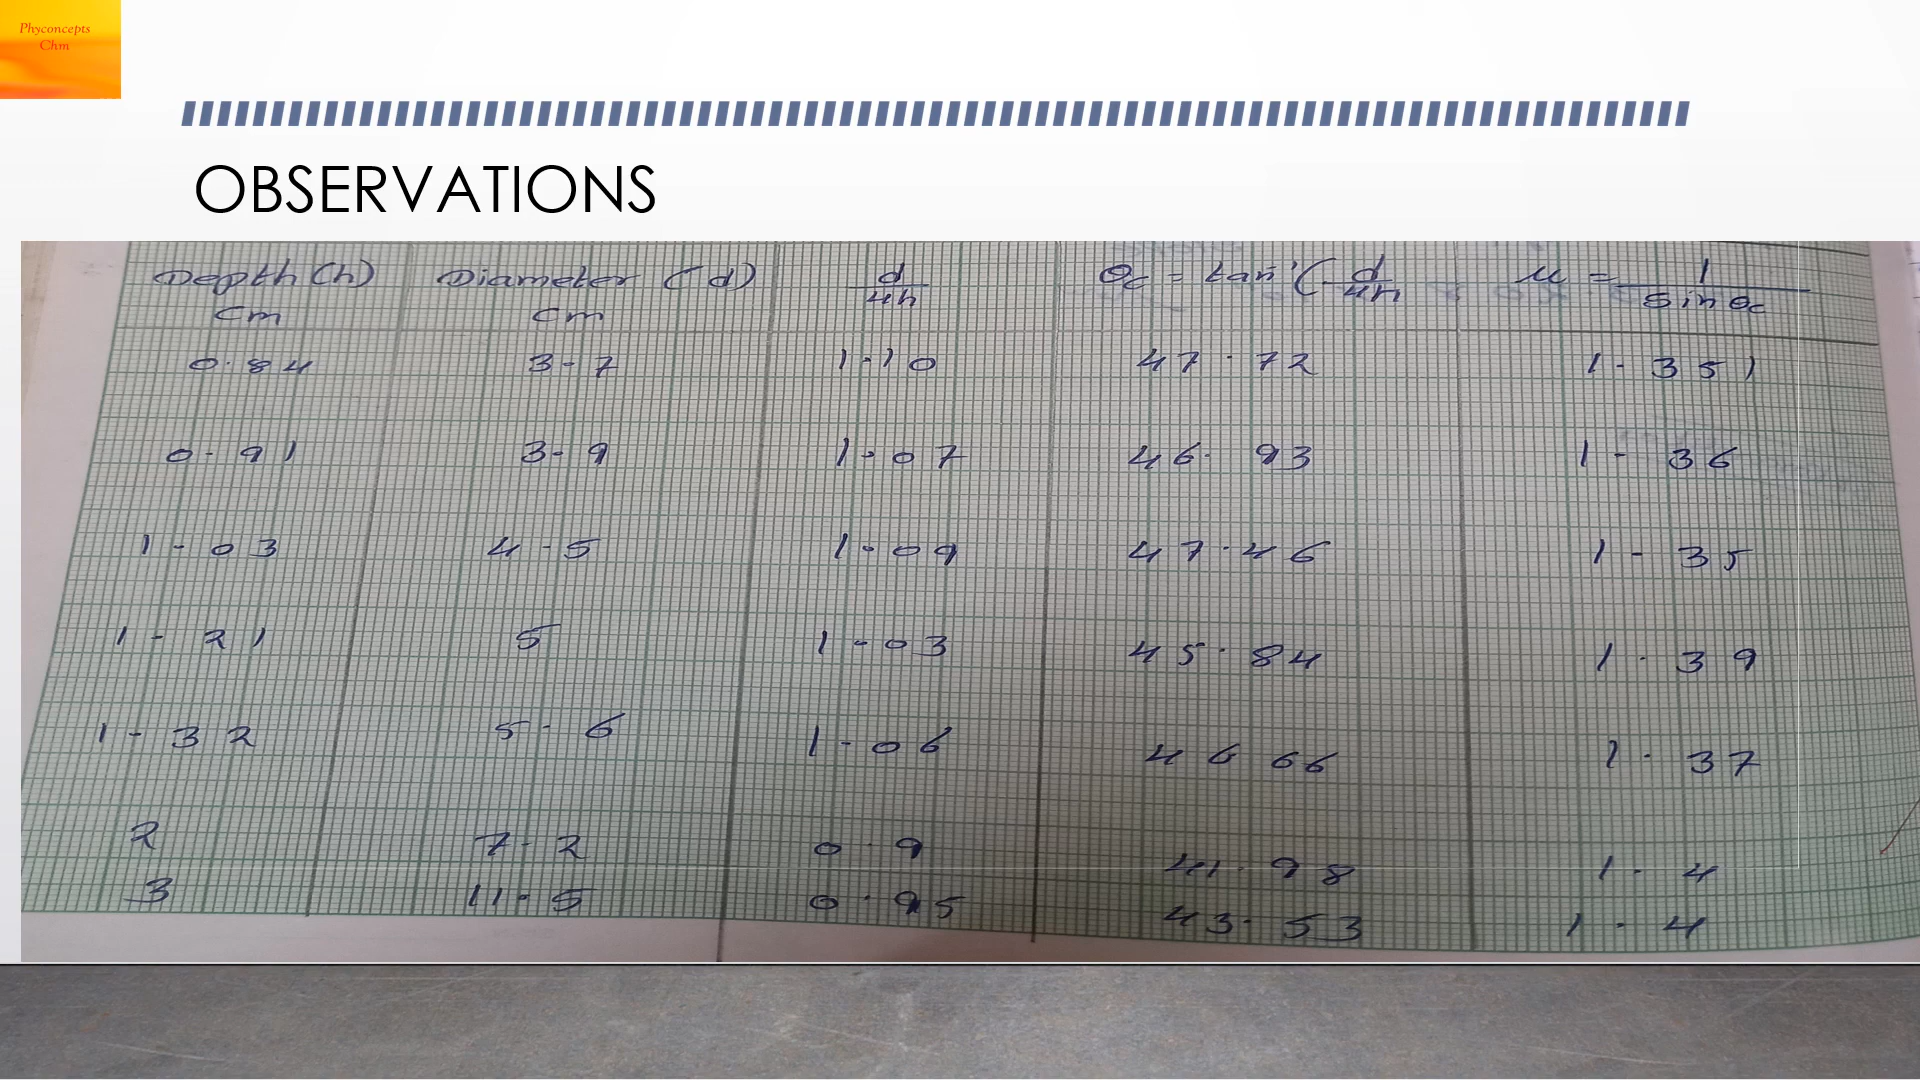 Phyconcepts
Chm
OBSERVATIONS
Depth (h) cm Diameter (d) cm d/4h θc = tan⁻¹(d/4h μ = 1/sin θc
0.84 3.7 1.10 47.72 1.351
0.91 3.9 1.07 46.93 1.36
1.03 4.5 1.09 47.46 1.35
1.21 5 1.03 45.84 1.39
1.32 5.6 1.06 46 66 1.37
2 7.2 0.9 41.98 1.4
3 11.5 0.95 43.53 1.4